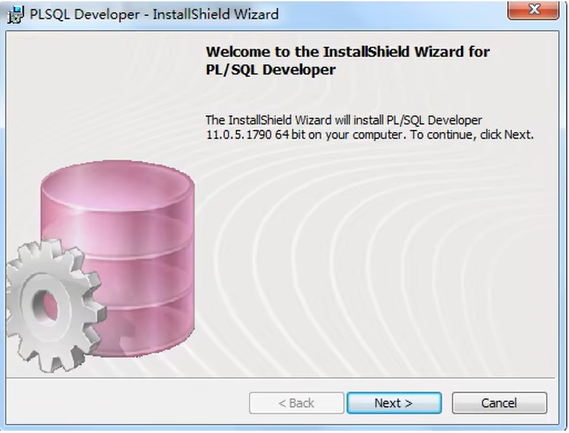 PLSQL Developer - InstallShield Wizard
Welcome to the InstallShield Wizard for
PL/SQL Developer
The InstallShield Wizard will install PL/SQL Developer
11.0.5.1790 64 bit on your computer. To continue, click Next.
< Back
Next >
Cancel